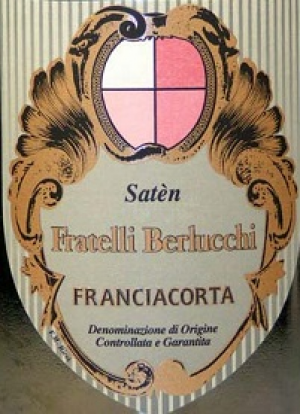 Satèn
Fratelli Berlucchi
FRANCIACORTA
Denominazione di Origine
Controllata e Garantita